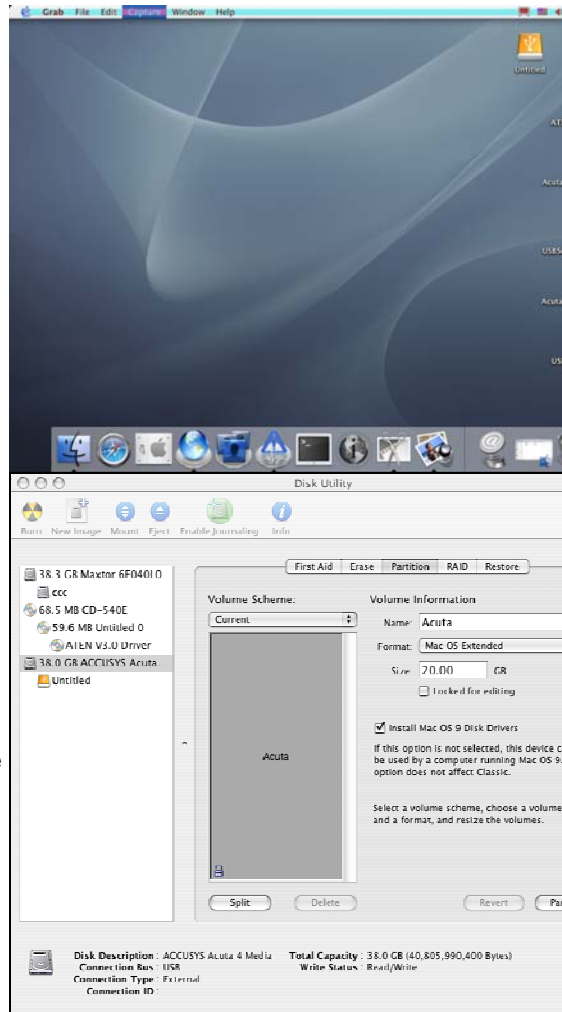 Grab File Edit Capture Window Help
Untitled
Acuta
Acuta
Disk Utility
Burn New Image Mount Eject Enable Journaling Info
First Aid Erase Partition RAID Restore
38.3 GB Maxtor 6E040L0
ccc
68.5 MB CD-540E
59.6 MB Untitled 0
ATEN V3.0 Driver
38.0 GB ACCUSYS Acuta...
Untitled
Volume Scheme:
Current
Acuta
Split Delete
Volume Information
Name: Acuta
Format: Mac OS Extended
Size: 20.00 GB
Locked for editing
Install Mac OS 9 Disk Drivers
If this option is not selected, this device c
be used by a computer running Mac OS 9.
option does not affect Classic.
Select a volume scheme, choose a volume
and a format, and resize the volumes.
Revert Pa
Disk Description : ACCUSYS Acuta 4 Media
Connection Bus : USB
Connection Type : External
Connection ID :
Total Capacity : 38.0 GB (40,805,990,400 Bytes)
Write Status : Read/Write